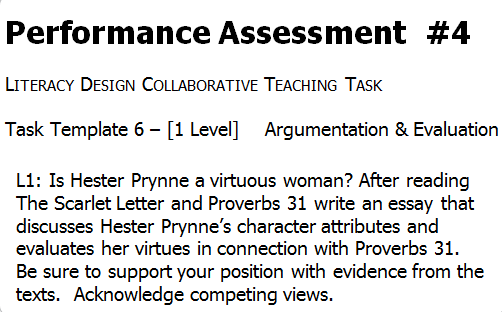 Performance Assessment #4
Literacy Design Collaborative Teaching Task
Task Template 6 – [1 Level] Argumentation & Evaluation
L1: Is Hester Prynne a virtuous woman? After reading
The Scarlet Letter and Proverbs 31 write an essay that
discusses Hester Prynne's character attributes and
evaluates her virtues in connection with Proverbs 31.
Be sure to support your position with evidence from the
texts. Acknowledge competing views.